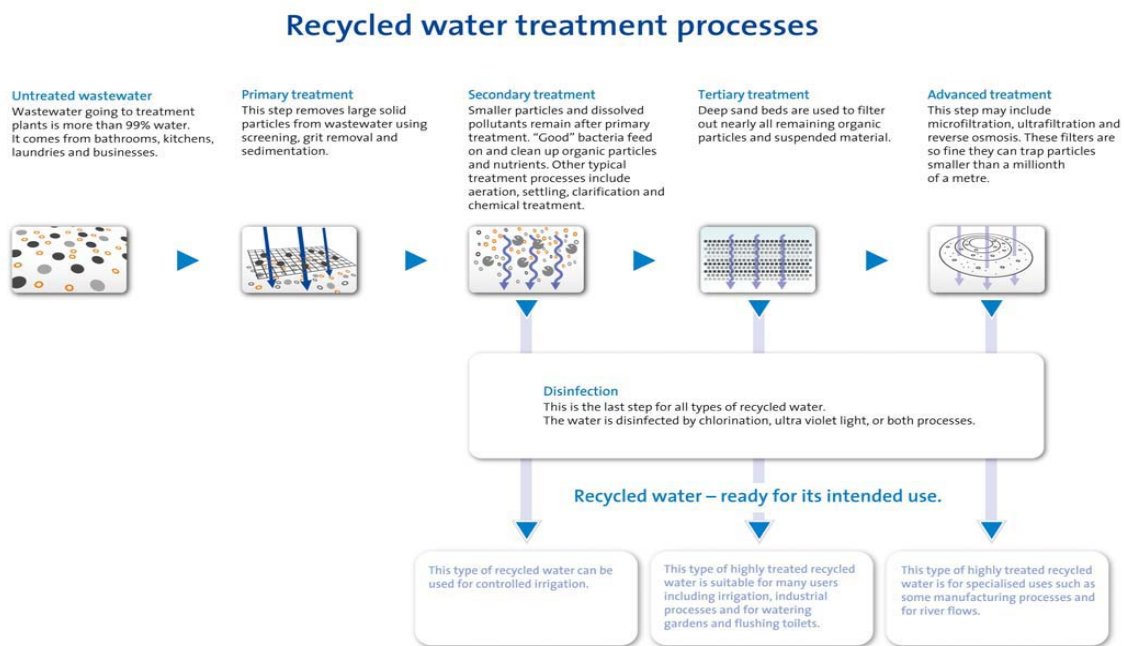 Recycled water treatment processes
Untreated wastewater
Wastewater going to treatment
plants is more than 99% water.
It comes from bathrooms, kitchens,
laundries and businesses.
Primary treatment
This step removes large solid
particles from wastewater using
screening, grit removal and
sedimentation.
Secondary treatment
Smaller particles and dissolved
pollutants remain after primary
treatment. “Good” bacteria feed
on and clean up organic particles
and nutrients. Other typical
treatment processes include
aeration, settling, clarification and
chemical treatment.
Tertiary treatment
Deep sand beds are used to filter
out nearly all remaining organic
particles and suspended material.
Advanced treatment
This step may include
microfiltration, ultrafiltration and
reverse osmosis. These filters are
so fine they can trap particles
smaller than a millionth
of a metre.
Disinfection
This is the last step for all types of recycled water.
The water is disinfected by chlorination, ultra violet light, or both processes.
Recycled water – ready for its intended use.
This type of recycled water can be
used for controlled irrigation.
This type of highly treated recycled
water is suitable for many users
including irrigation, industrial
processes and for watering
gardens and flushing toilets.
This type of highly treated recycled
water is for specialised uses such as
some manufacturing processes and
for river flows.